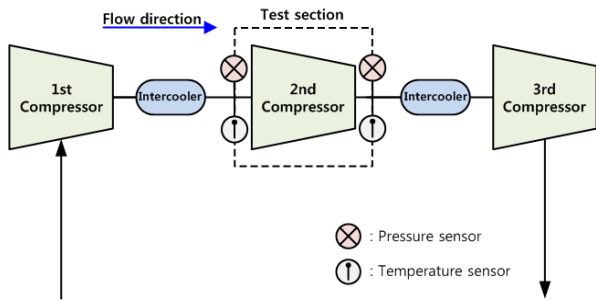 Flow direction
Test section
1st
Compressor
Intercooler
2nd
Compressor
Intercooler
3rd
Compressor
: Pressure sensor
: Temperature sensor